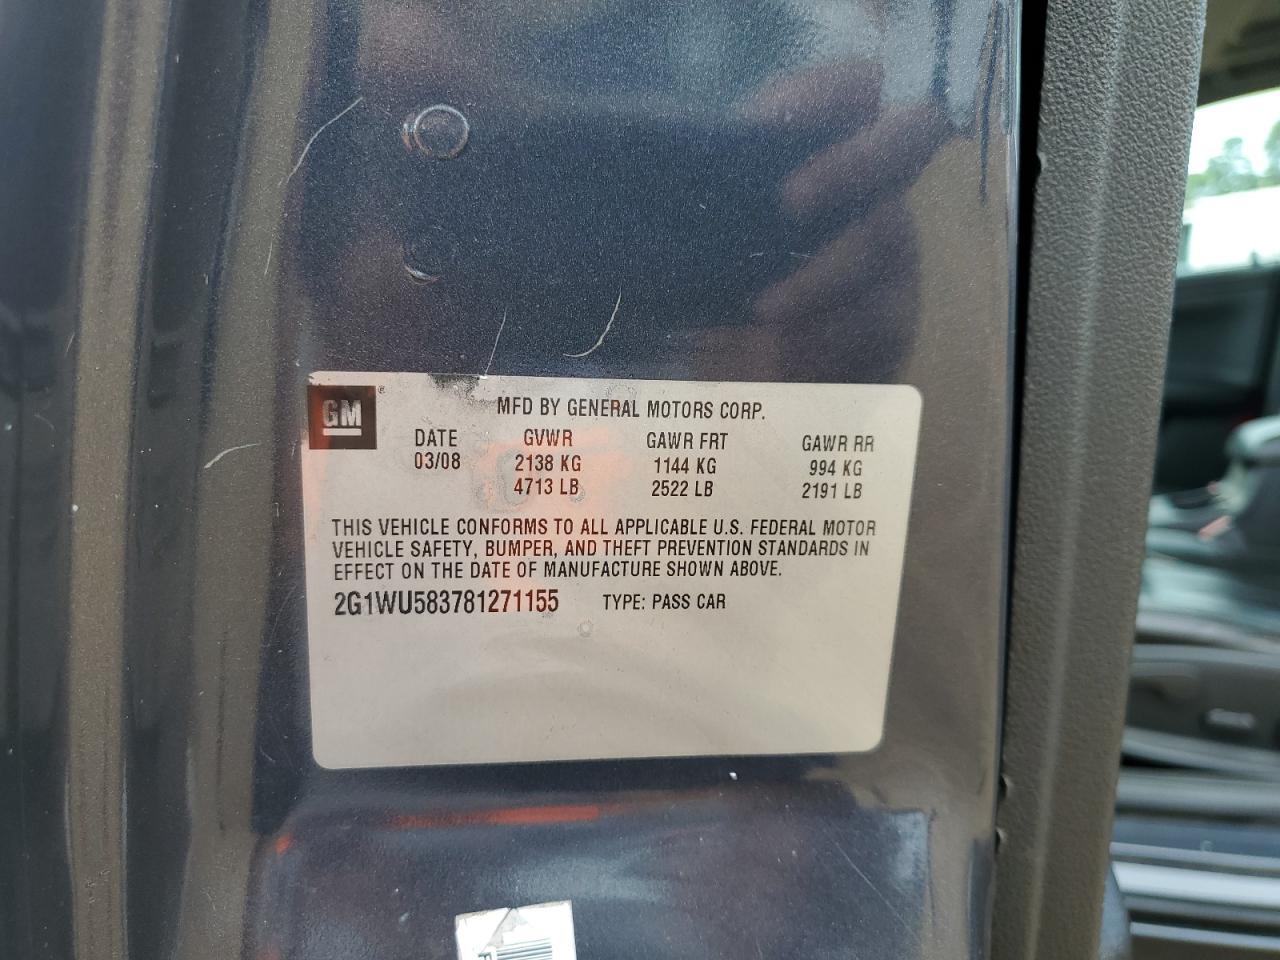 GM ® MFD BY GENERAL MOTORS CORP.
DATE GVWR GAWR FRT GAWR RR
03/08 2138 KG 1144 KG 994 KG
4713 LB 2522 LB 2191 LB
THIS VEHICLE CONFORMS TO ALL APPLICABLE U.S. FEDERAL MOTOR
VEHICLE SAFETY, BUMPER, AND THEFT PREVENTION STANDARDS IN
EFFECT ON THE DATE OF MANUFACTURE SHOWN ABOVE.
2G1WU583781271155 TYPE: PASS CAR